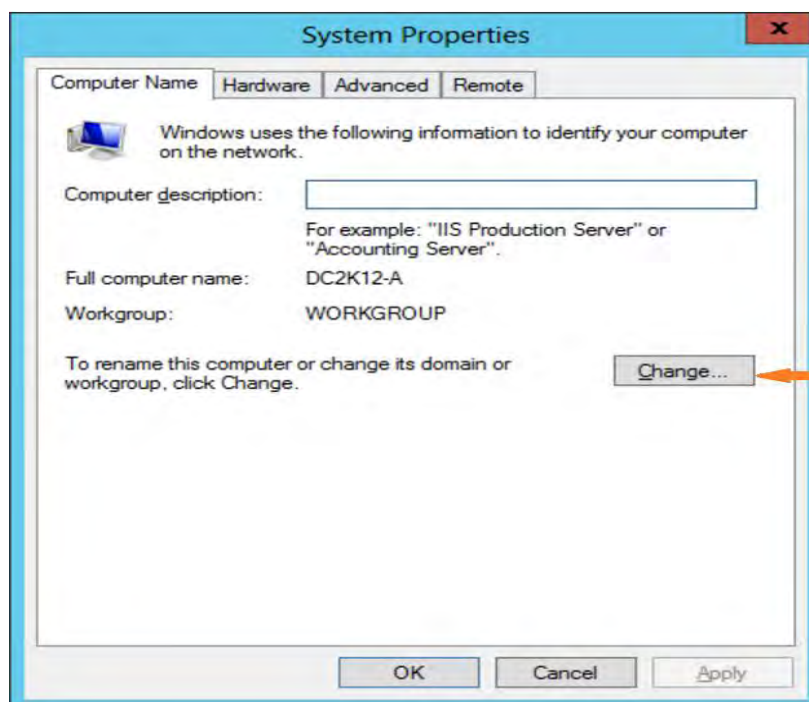 System Properties
x
Computer Name Hardware Advanced Remote
Windows uses the following information to identify your computer
on the network.
Computer description:
For example: "IIS Production Server" or
"Accounting Server".
Full computer name: DC2K12-A
Workgroup: WORKGROUP
To rename this computer or change its domain or
workgroup, click Change.
Change...
OK Cancel Apply